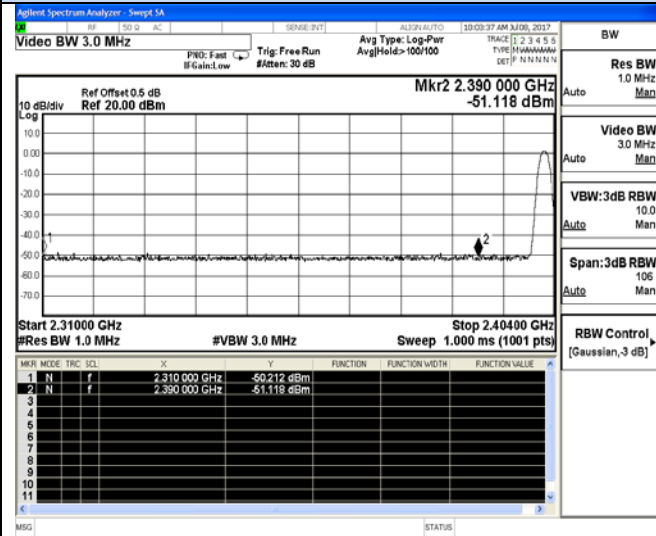 Agilent Spectrum Analyzer - Swept SA
RF 50 Ω AC SENSE:INT ALIGN AUTO 10:03:37 AM Jul 08, 2017
Video BW 3.0 MHz
PNO: Fast
IFGain:Low
Trig: Free Run
#Atten: 30 dB
Avg Type: Log-Pwr
Avg|Hold:>100/100
TRACE 1 2 3 4 5 6
TYPE MWWWWW
DET P N N N N N
Mkr2 2.390 000 GHz
-51.118 dBm
Ref Offset 0.5 dB
Ref 20.00 dBm
10 dB/div
Log
10.0
0.00
-10.0
-20.0
-30.0
-40.0
-50.0
-60.0
-70.0
1
2
Start 2.31000 GHz Stop 2.40400 GHz
#Res BW 1.0 MHz #VBW 3.0 MHz Sweep 1.000 ms (1001 pts)
MKR MODE TRC SCL X Y FUNCTION FUNCTION WIDTH FUNCTION VALUE
1 N f 2.310 000 GHz -50.212 dBm
2 N f 2.390 000 GHz -51.118 dBm
3
4
5
6
7
8
9
10
11
MSG STATUS
BW
Res BW
1.0 MHz
Auto Man
Video BW
3.0 MHz
Auto Man
VBW:3dB RBW
10.0
Auto Man
Span:3dB RBW
106
Auto Man
RBW Control
[Gaussian,-3 dB]